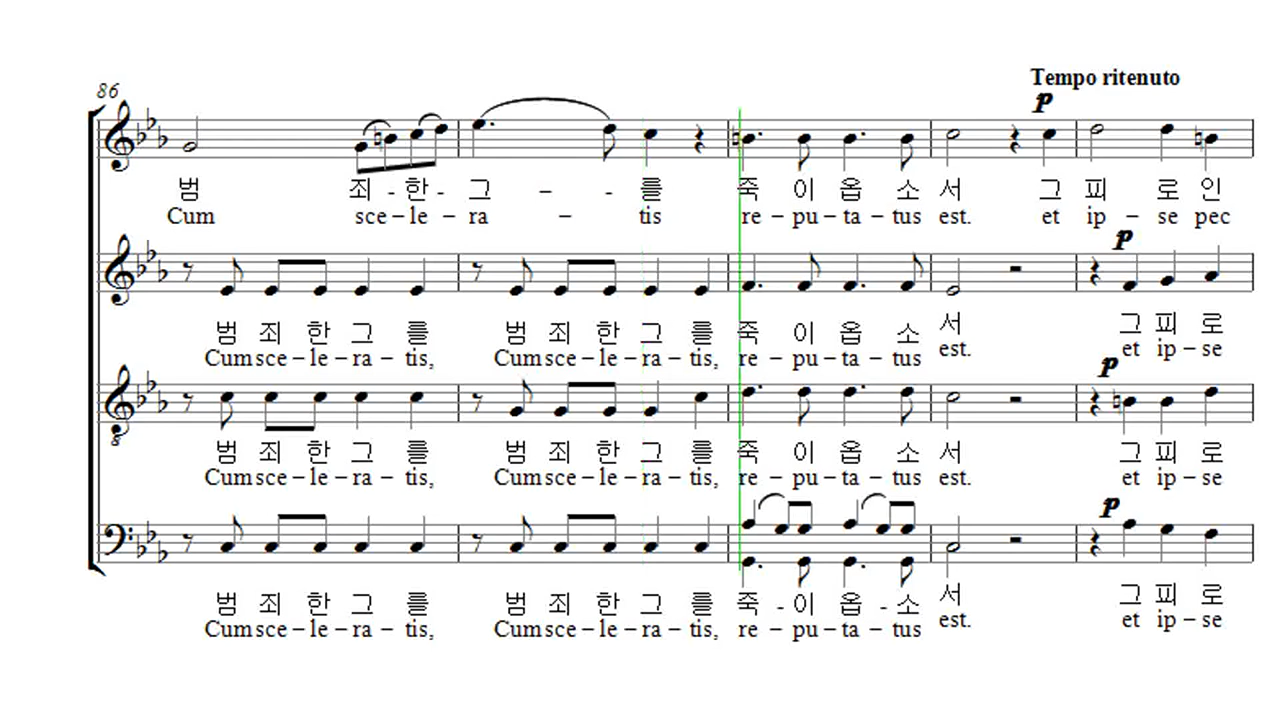 86
Tempo ritenuto
p
범 죄 - 한 - 그 - - 를 죽 이 옵 소 서 그 피 로 인
Cum sce – le – ra – tis re – pu – ta – tus est. et ip – se pec
p
범 죄 한 그 를 범 죄 한 그 를 죽 이 옵 소 서 그 피 로
Cum sce – le – ra – tis, Cum sce – le – ra – tis, re – pu – ta – tus est. et ip – se
p
8
범 죄 한 그 를 범 죄 한 그 를 죽 이 옵 소 서 그 피 로
Cum sce – le – ra – tis, Cum sce – le – ra – tis, re – pu – ta – tus est. et ip – se
p
범 죄 한 그 를 범 죄 한 그 를 죽 - 이 옵 - 소 서 그 피 로
Cum sce – le – ra – tis, Cum sce – le – ra – tis, re – pu – ta – tus est. et ip – se